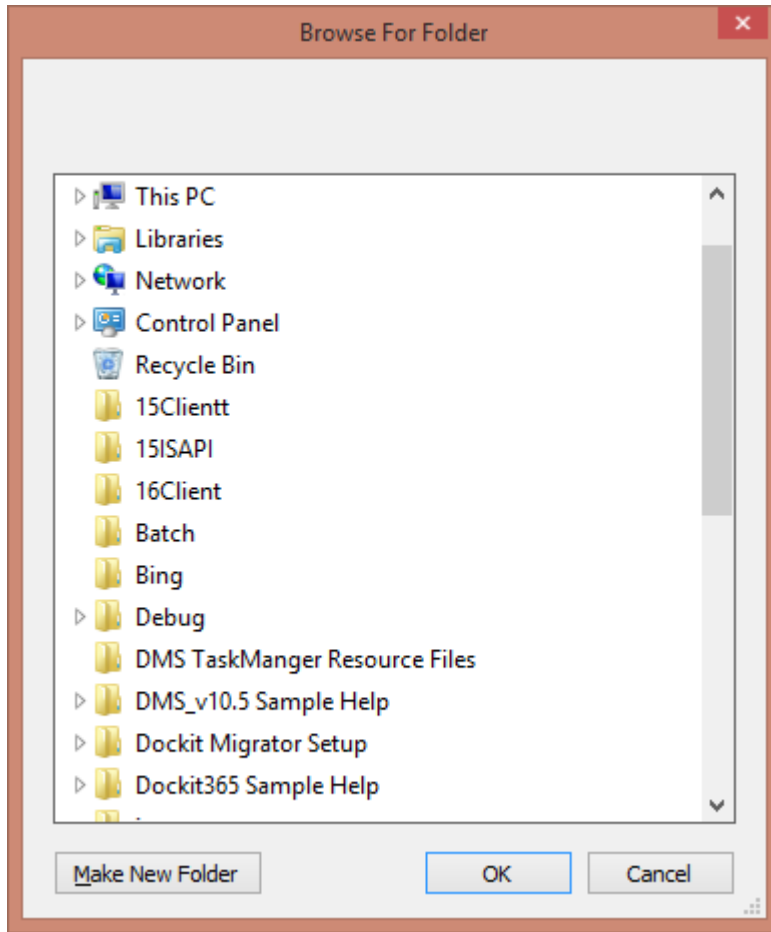 Browse For Folder
This PC
Libraries
Network
Control Panel
Recycle Bin
15Clientt
15ISAPI
16Client
Batch
Bing
Debug
DMS TaskManger Resource Files
DMS_v10.5 Sample Help
Dockit Migrator Setup
Dockit365 Sample Help
Make New Folder
OK
Cancel